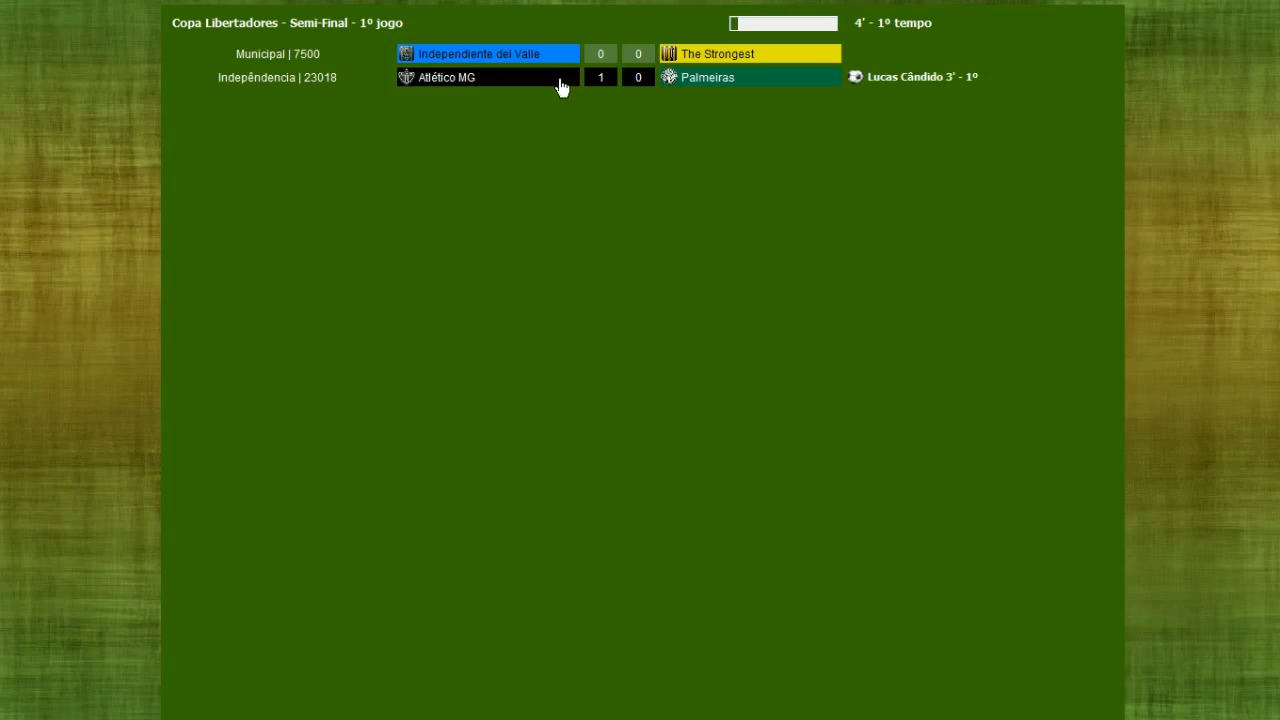 Copa Libertadores - Semi-Final - 1º jogo 4' - 1º tempo
Municipal | 7500 Independiente del Valle 0 0 The Strongest
Indepêndencia | 23018 Atlético MG 1 0 Palmeiras Lucas Cândido 3' - 1º